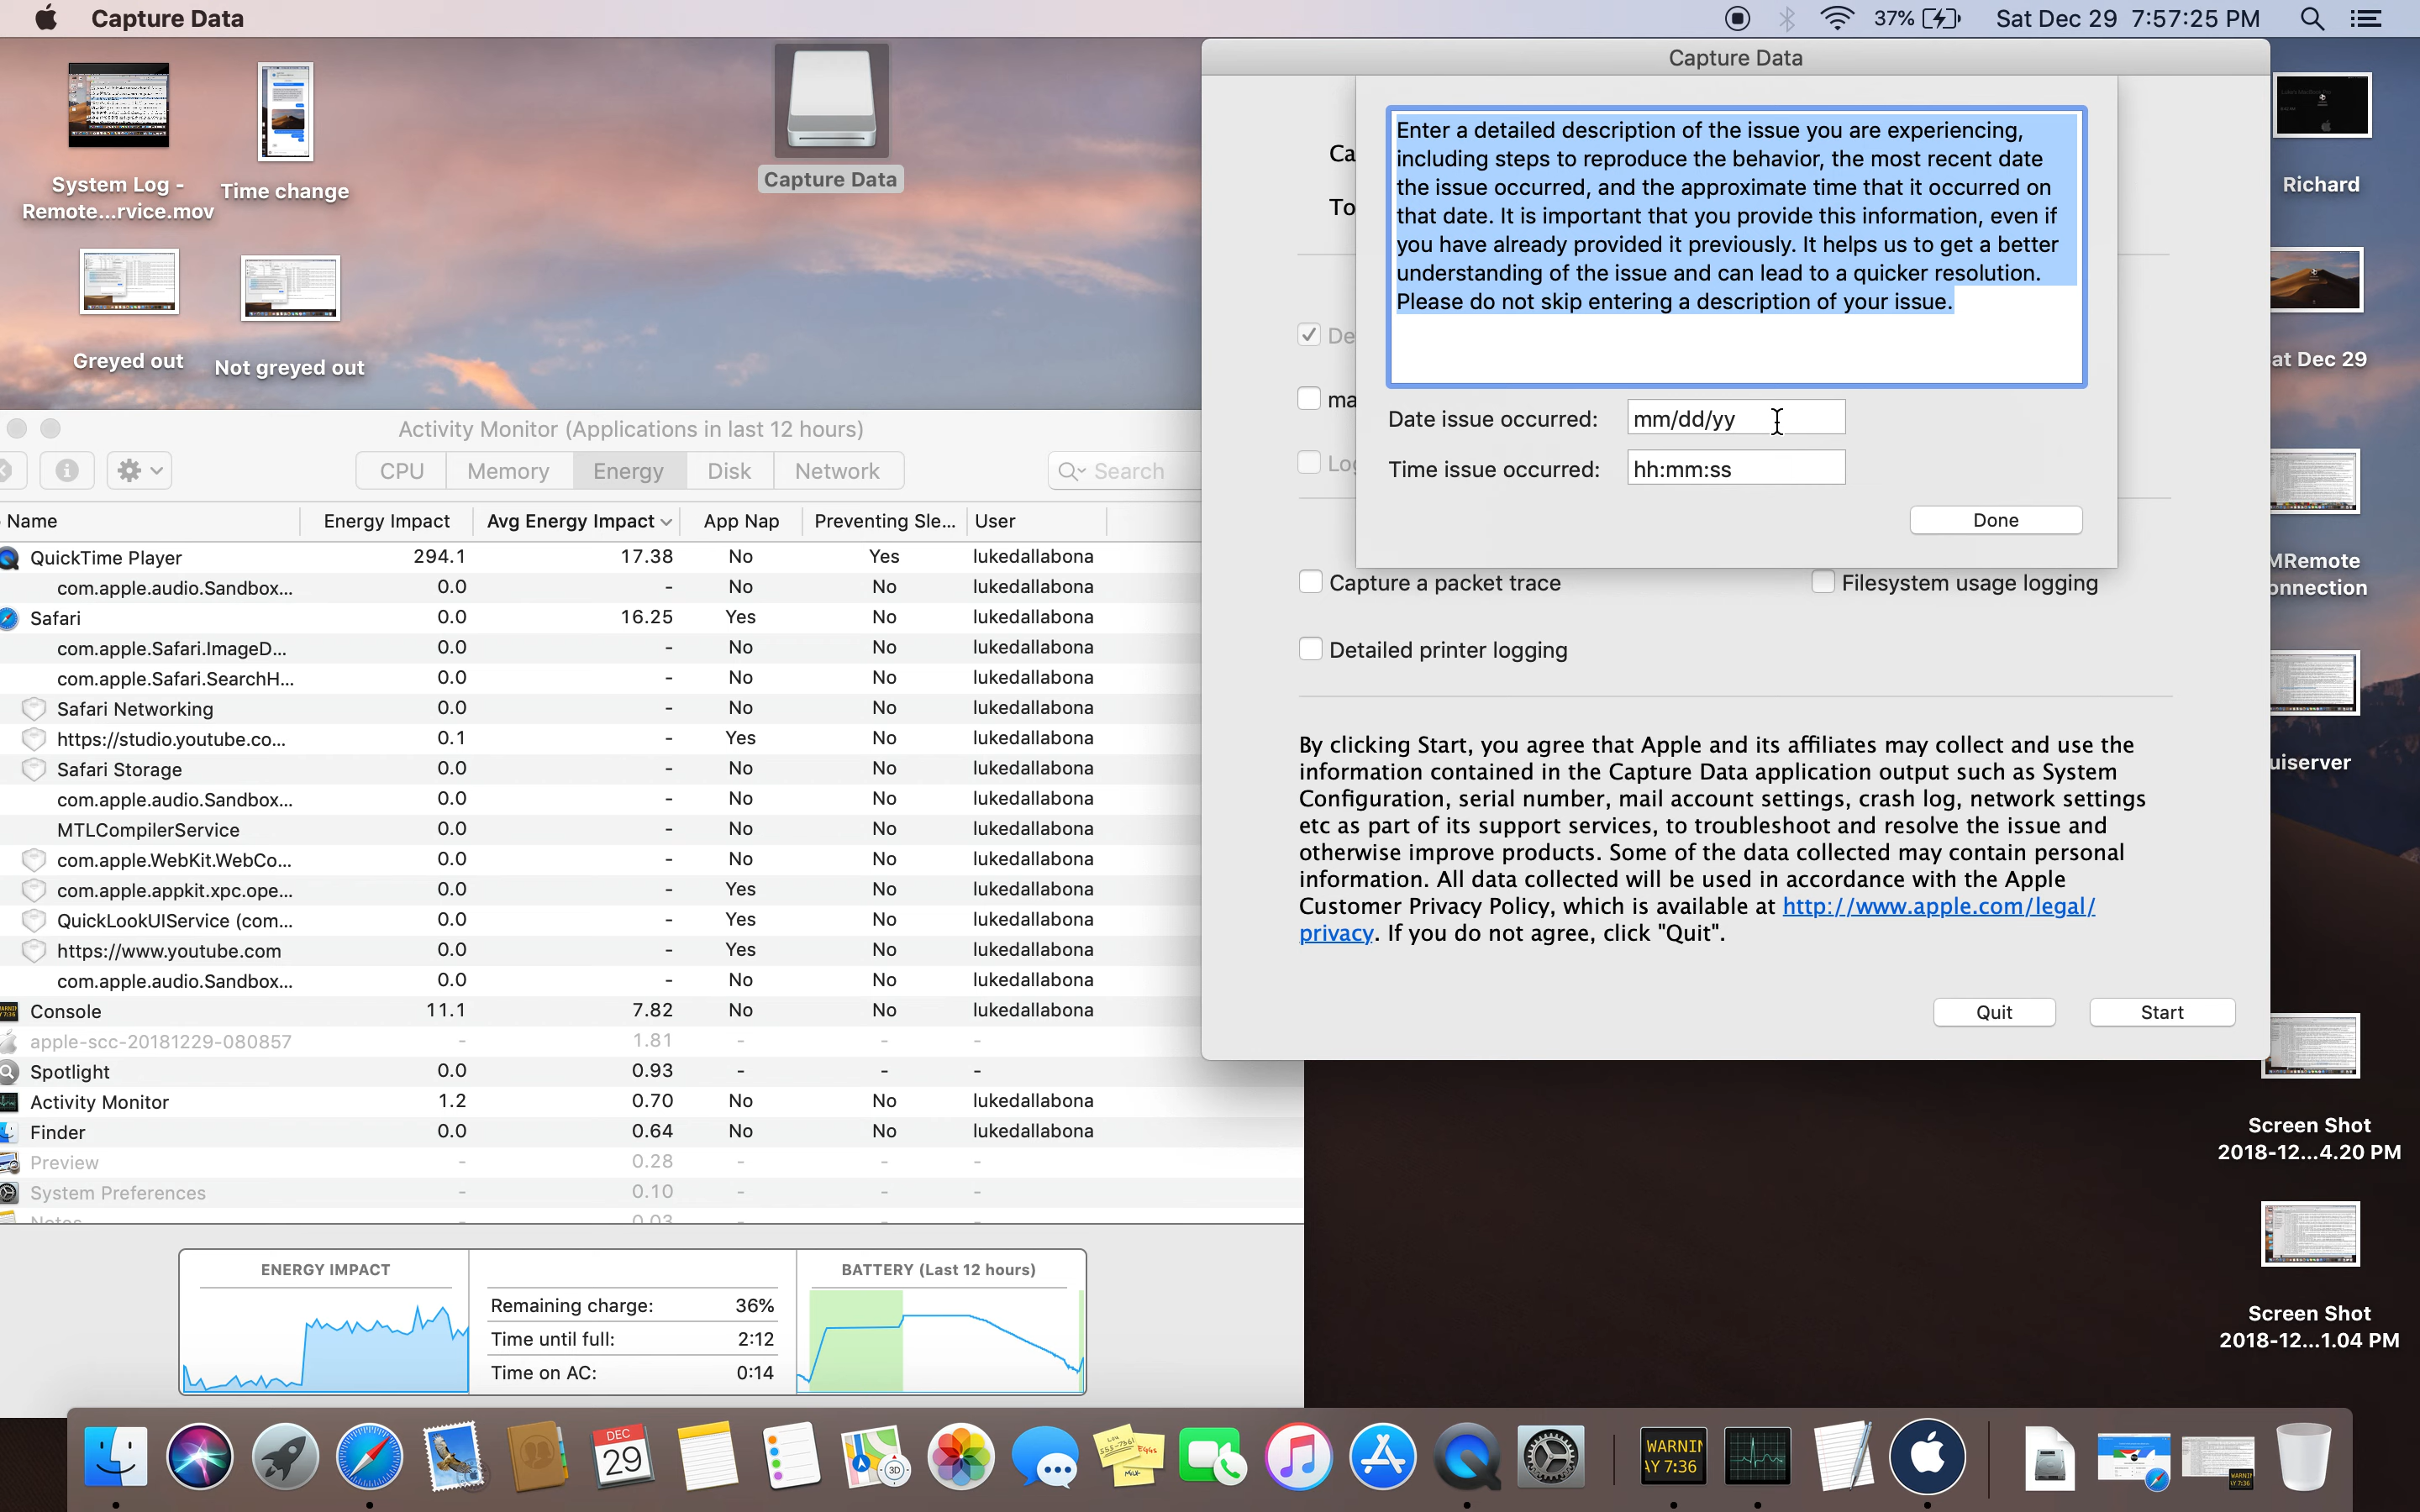 Capture Data
37%
Sat Dec 29 7:57:25 PM
System Log -
Remote...rvice.mov
Time change
Greyed out
Not greyed out
Capture Data
Richard
at Dec 29
MRemote
onnection
uiserver
Screen Shot
2018-12...4.20 PM
Screen Shot
2018-12...1.04 PM
Capture Data
Ca
To
De
ma
Log
Enter a detailed description of the issue you are experiencing,
including steps to reproduce the behavior, the most recent date
the issue occurred, and the approximate time that it occurred on
that date. It is important that you provide this information, even if
you have already provided it previously. It helps us to get a better
understanding of the issue and can lead to a quicker resolution.
Please do not skip entering a description of your issue.
Date issue occurred: mm/dd/yy
Time issue occurred: hh:mm:ss
Done
Capture a packet trace
Filesystem usage logging
Detailed printer logging
By clicking Start, you agree that Apple and its affiliates may collect and use the
information contained in the Capture Data application output such as System
Configuration, serial number, mail account settings, crash log, network settings
etc as part of its support services, to troubleshoot and resolve the issue and
otherwise improve products. Some of the data collected may contain personal
information. All data collected will be used in accordance with the Apple
Customer Privacy Policy, which is available at http://www.apple.com/legal/
privacy. If you do not agree, click "Quit".
Quit
Start
Activity Monitor (Applications in last 12 hours)
CPU Memory Energy Disk Network
Search
Name Energy Impact Avg Energy Impact App Nap Preventing Sle... User
QuickTime Player 294.1 17.38 No Yes lukedallabona
com.apple.audio.Sandbox... 0.0 - No No lukedallabona
Safari 0.0 16.25 Yes No lukedallabona
com.apple.Safari.ImageD... 0.0 - No No lukedallabona
com.apple.Safari.SearchH... 0.0 - No No lukedallabona
Safari Networking 0.0 - No No lukedallabona
https://studio.youtube.co... 0.1 - Yes No lukedallabona
Safari Storage 0.0 - No No lukedallabona
com.apple.audio.Sandbox... 0.0 - No No lukedallabona
MTLCompilerService 0.0 - No No lukedallabona
com.apple.WebKit.WebCo... 0.0 - No No lukedallabona
com.apple.appkit.xpc.ope... 0.0 - Yes No lukedallabona
QuickLookUIService (com... 0.0 - Yes No lukedallabona
https://www.youtube.com 0.0 - Yes No lukedallabona
com.apple.audio.Sandbox... 0.0 - No No lukedallabona
Console 11.1 7.82 No No lukedallabona
apple-scc-20181229-080857 - 1.81 - - -
Spotlight 0.0 0.93 - - -
Activity Monitor 1.2 0.70 No No lukedallabona
Finder 0.0 0.64 No No lukedallabona
Preview - 0.28 - - -
System Preferences - 0.10 - - -
Notes - 0.03 - - -
ENERGY IMPACT
Remaining charge: 36%
Time until full: 2:12
Time on AC: 0:14
BATTERY (Last 12 hours)
DEC
29
3D
EGGS
MILK
WARNIN
AY 7:36